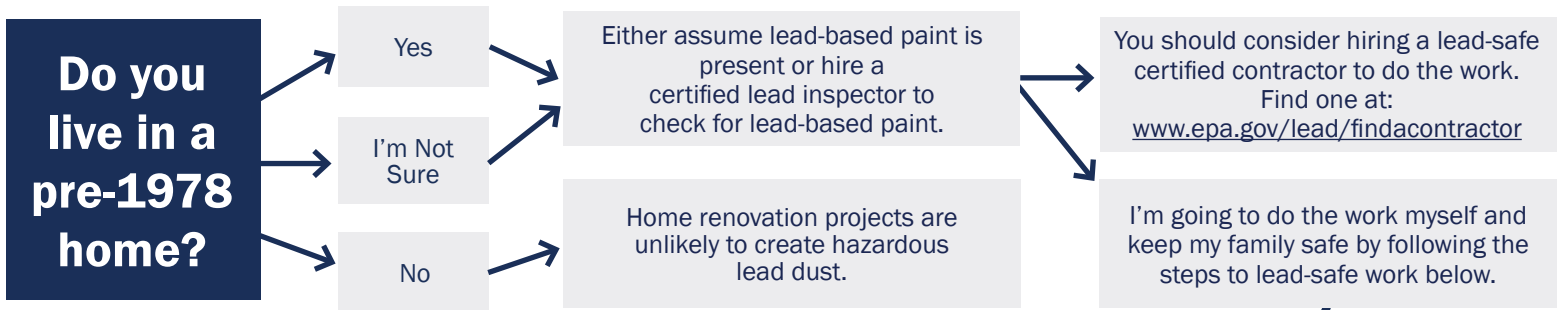 Do you
live in a
pre-1978
home?
Yes
I'm Not
Sure
No
Either assume lead-based paint is
present or hire a
certified lead inspector to
check for lead-based paint.
Home renovation projects are
unlikely to create hazardous
lead dust.
You should consider hiring a lead-safe
certified contractor to do the work.
Find one at:
www.epa.gov/lead/findacontractor
I'm going to do the work myself and
keep my family safe by following the
steps to lead-safe work below.